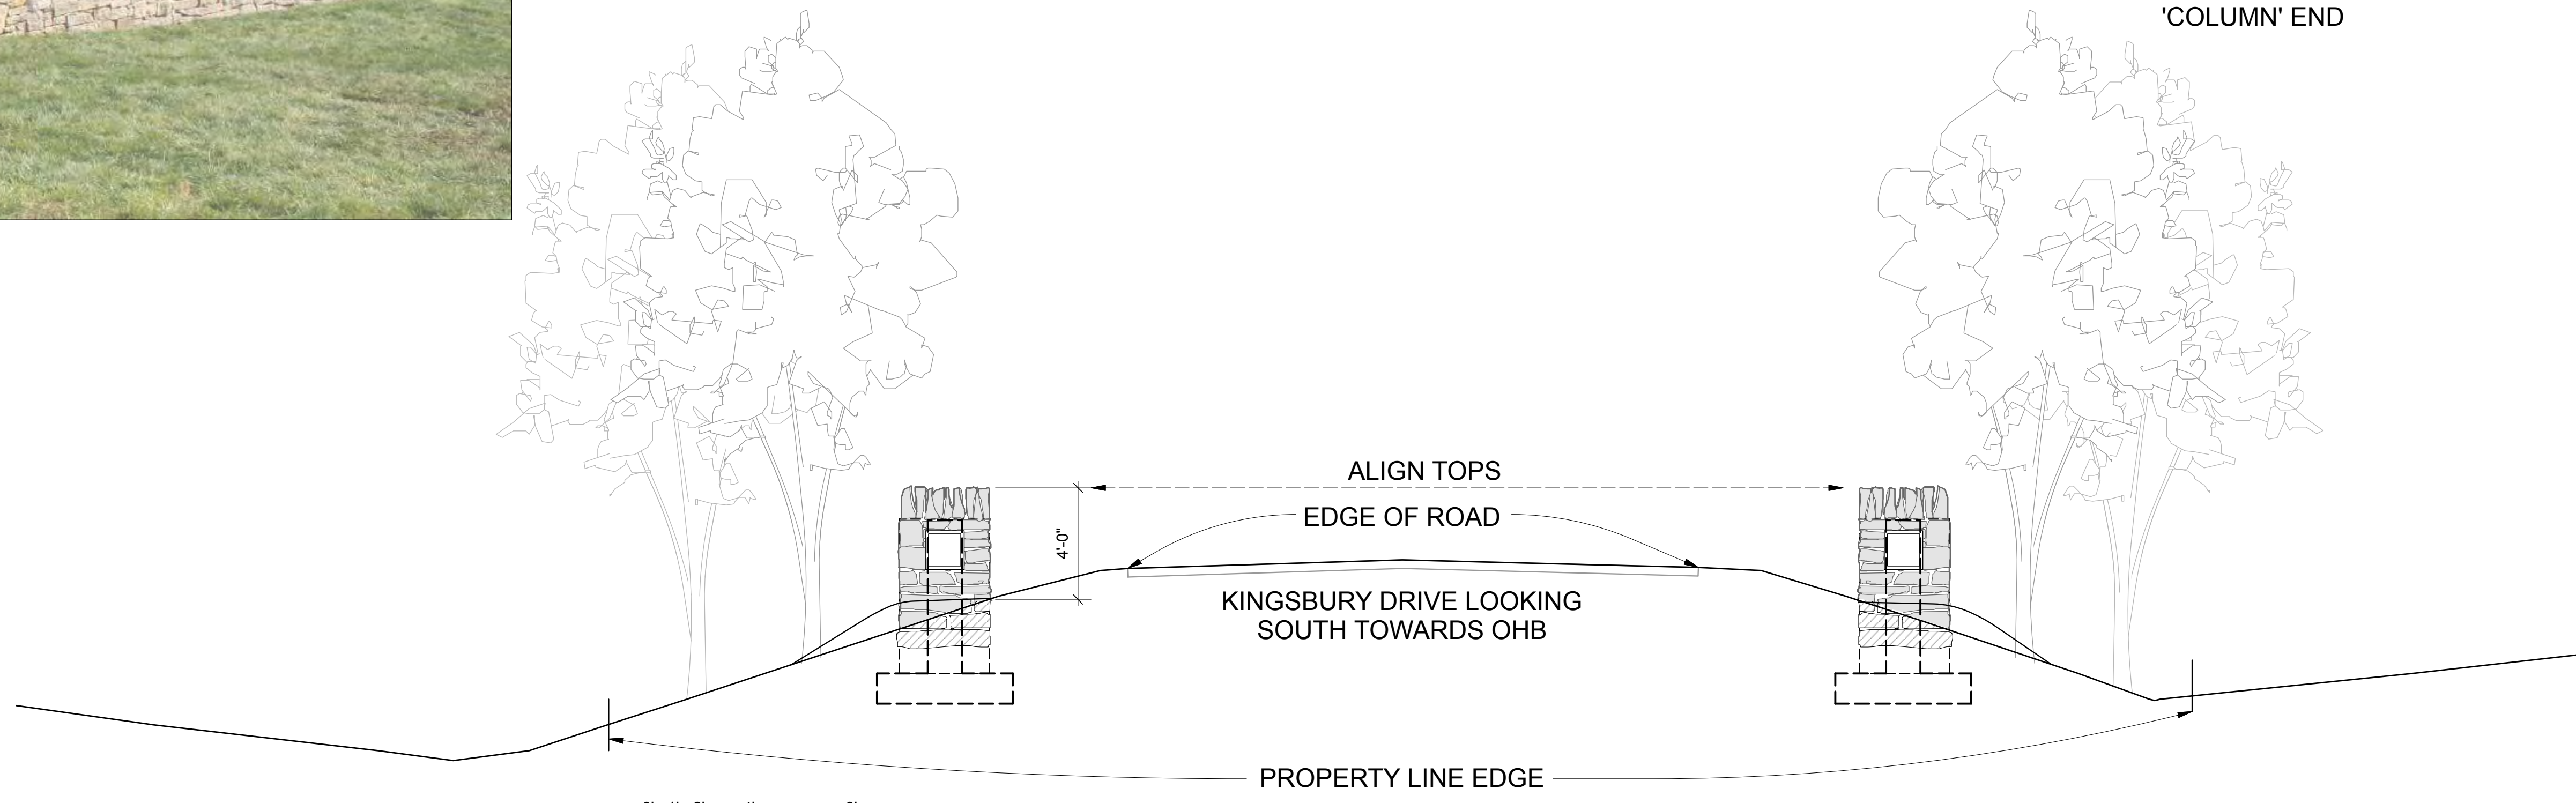 'COLUMN' END
ALIGN TOPS
EDGE OF ROAD
4'-0"
KINGSBURY DRIVE LOOKING
SOUTH TOWARDS OHB
PROPERTY LINE EDGE